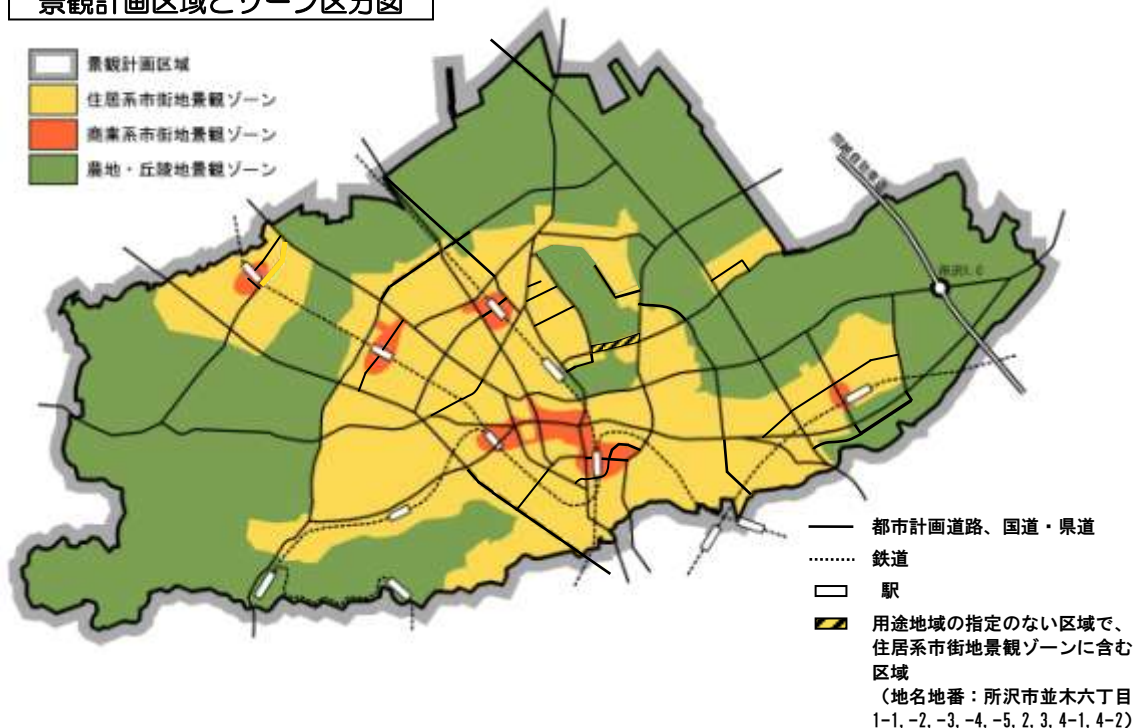 景観計画区域とゾーン区分図
景観計画区域
住居系市街地景観ゾーン
商業系市街地景観ゾーン
農地・丘陵地景観ゾーン
関越自動車道
所沢I.C
都市計画道路、国道・県道
鉄道
駅
用途地域の指定のない区域で、
住居系市街地景観ゾーンに含む
区域
(地名地番:所沢市並木六丁目
1-1,-2,-3,-4,-5,2,3,4-1,4-2)